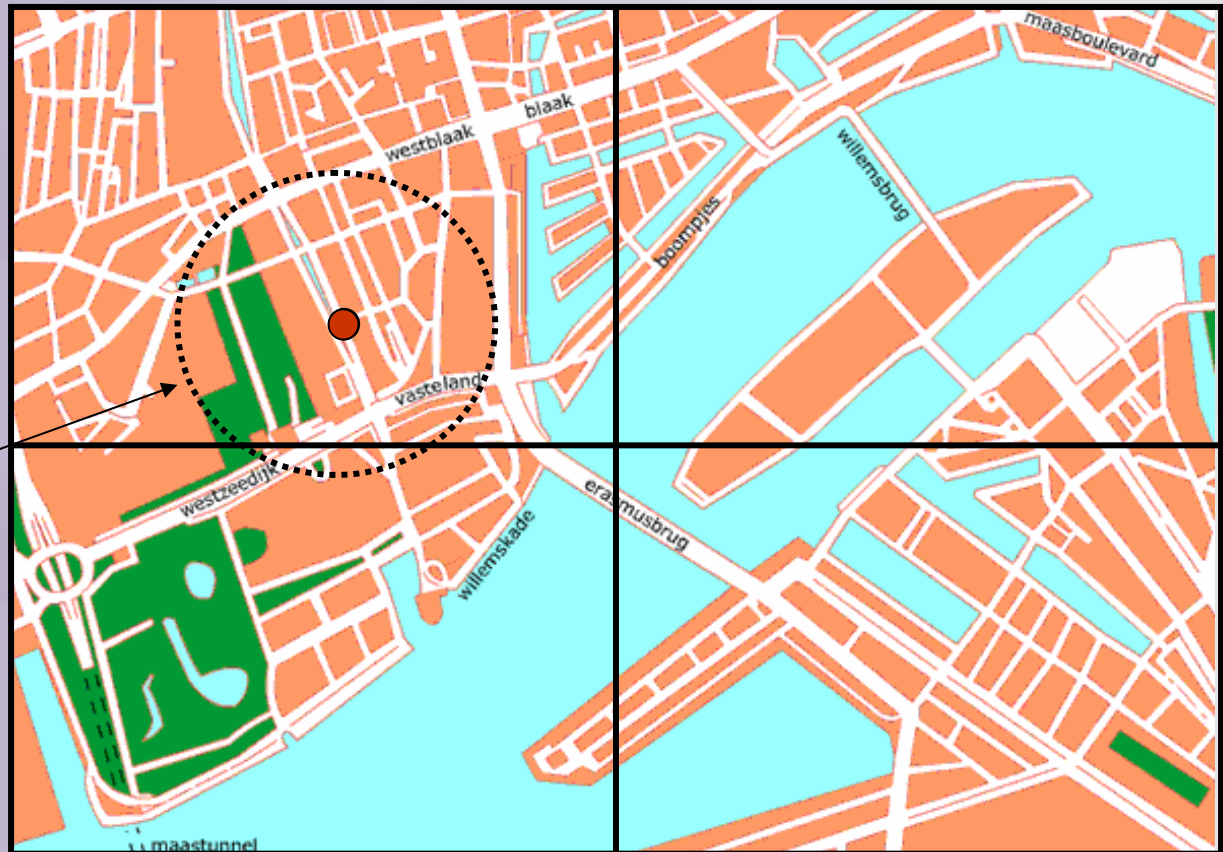 maasboulevard
blaak
westblaak
willemsbrug
boompjes
vasteland
westzeedijk
erasmusbrug
willemskade
maastunnel